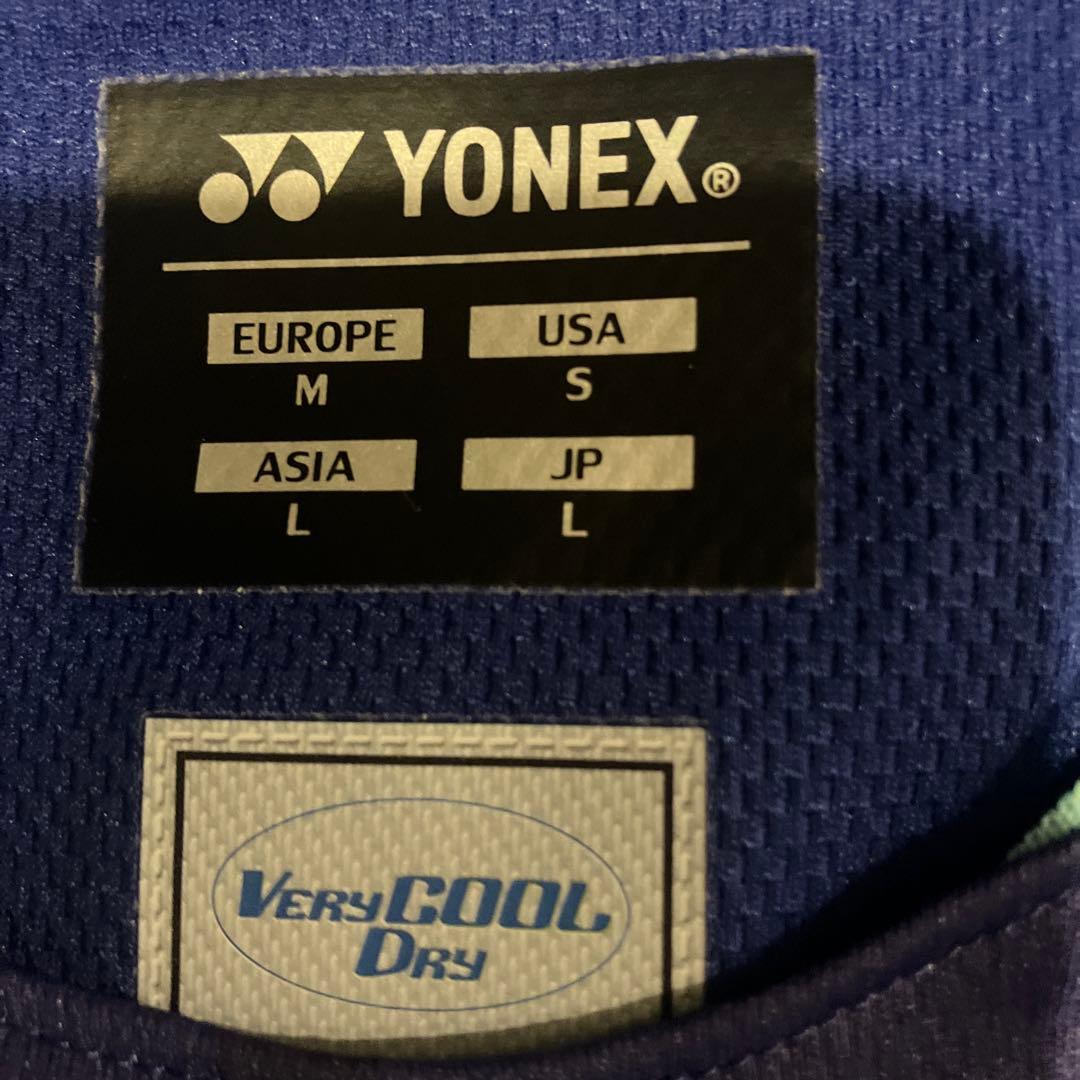 YONEX®
EUROPE USA
M S
ASIA JP
L L
VERY COOL
DRY